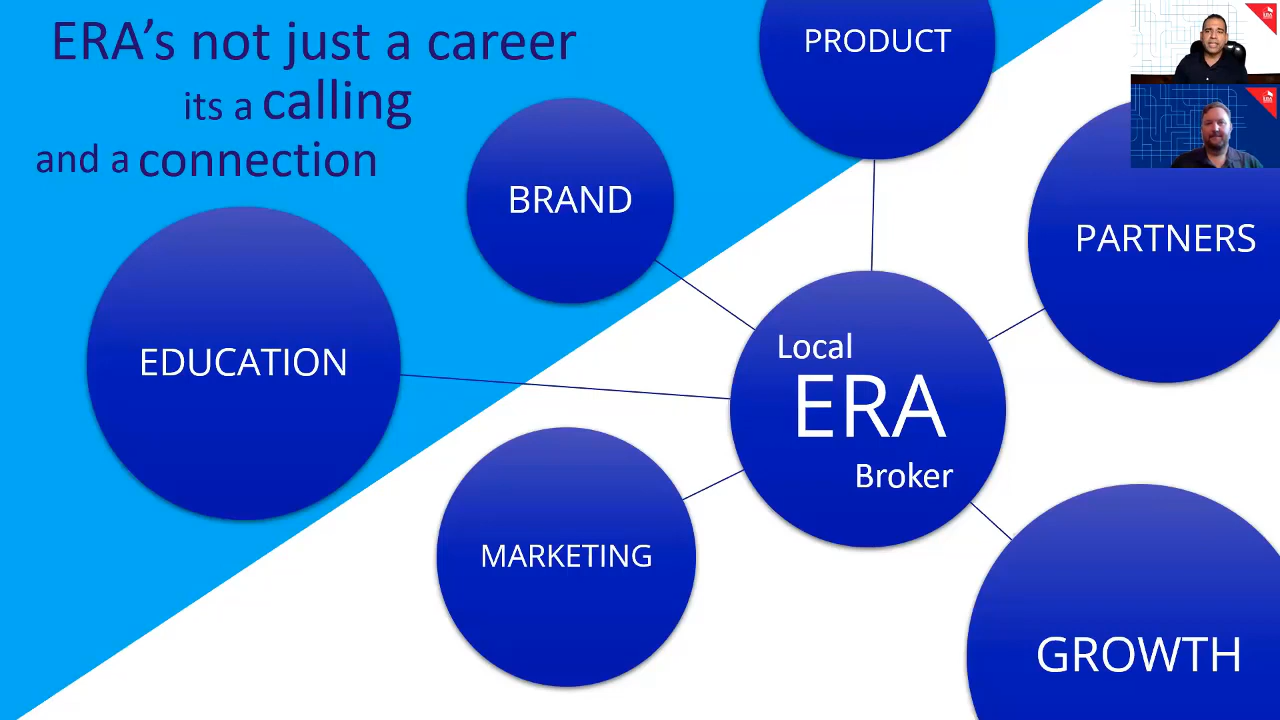 ERA's not just a career
its a calling
and a connection
PRODUCT
BRAND
PARTNERS
EDUCATION
Local
ERA
Broker
MARKETING
GROWTH